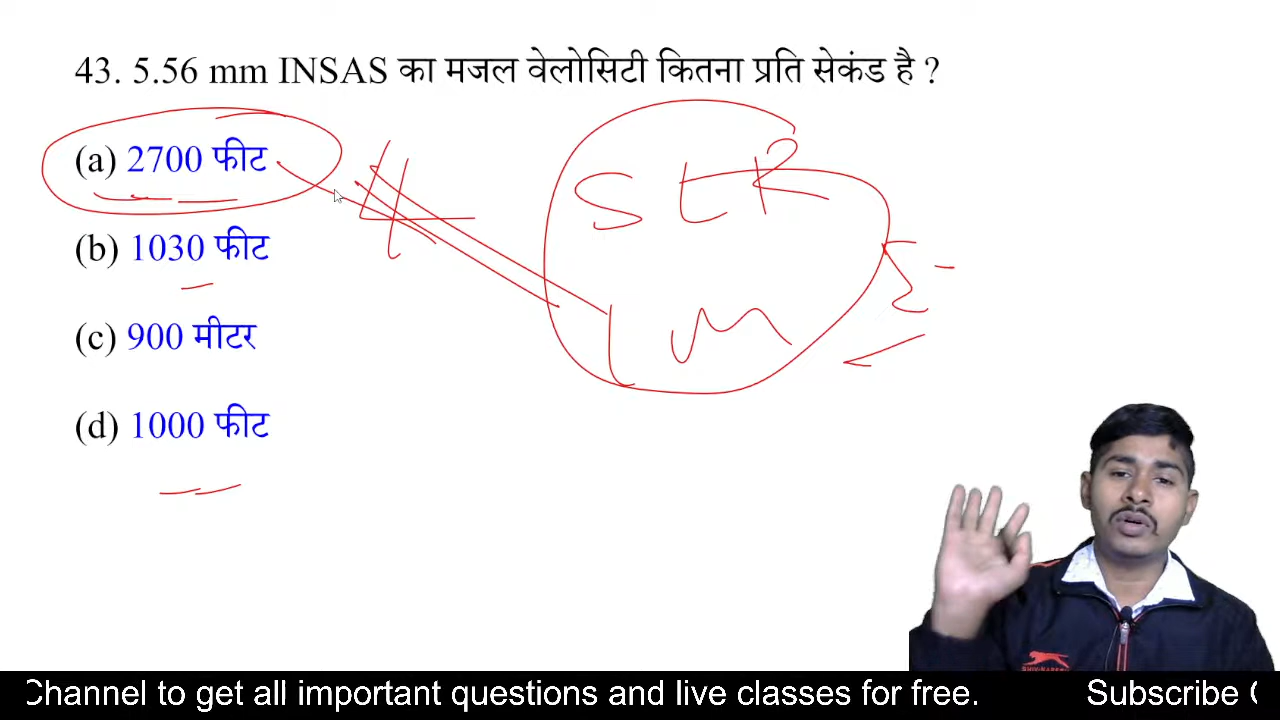 43. 5.56 mm INSAS का मजल वेलोसिटी कितना प्रति सेकंड है ?
(a) 2700 फीट
(b) 1030 फीट
(c) 900 मीटर
(d) 1000 फीट
Channel to get all important questions and live classes for free. Subscribe